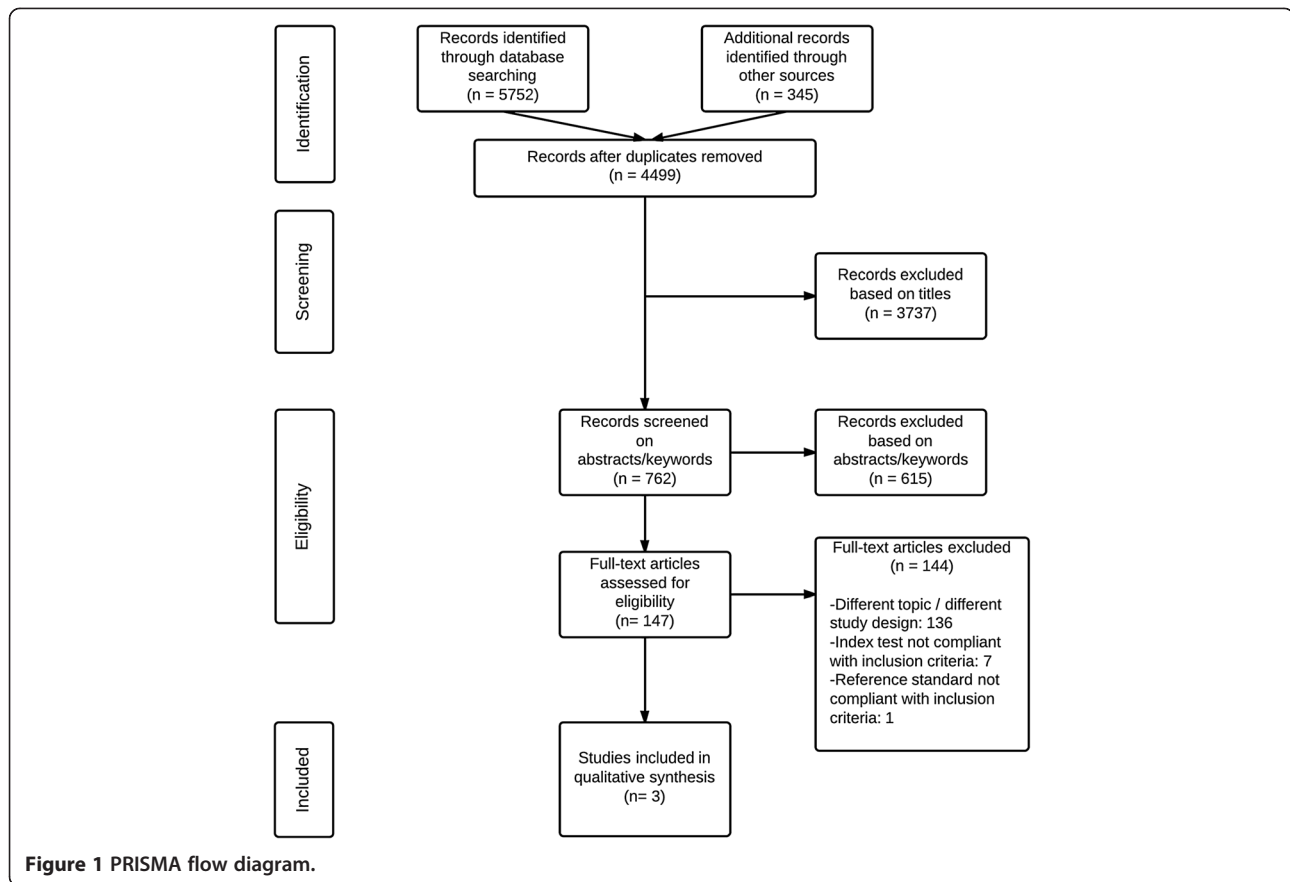 Identification
Records identified
through database
searching
(n = 5752)
Additional records
identified through
other sources
(n = 345)
Records after duplicates removed
(n = 4499)
Screening
Records excluded
based on titles
(n = 3737)
Eligibility
Records screened
on
abstracts/keywords
(n = 762)
Records excluded
based on
abstracts/keywords
(n = 615)
Full-text articles
assessed for
eligibility
(n= 147)
Full-text articles excluded
(n = 144)
-Different topic / different
study design: 136
-Index test not compliant
with inclusion criteria: 7
-Reference standard not
compliant with inclusion
criteria: 1
Included
Studies included in
qualitative synthesis
(n= 3)
Figure 1 PRISMA flow diagram.